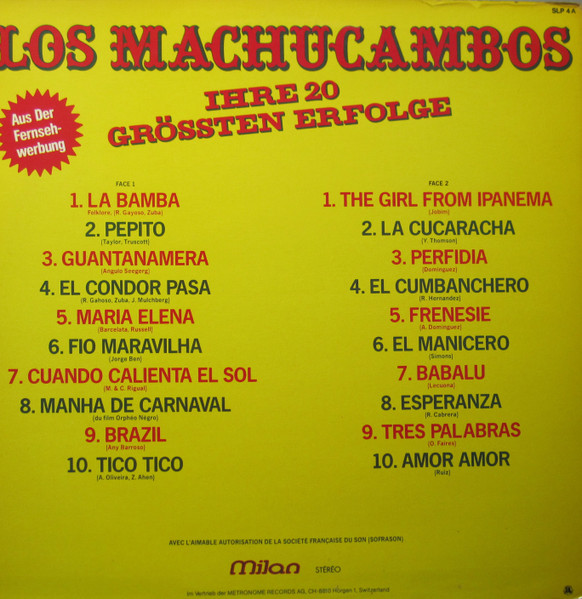 SLP 4 A
LOS MACHUCAMBOS
IHRE 20
GRÖSSTEN ERFOLGE
Aus Der
Fernseh-
werbung
FACE 1
1. LA BAMBA
Folklore, (R. Gayoso, Zuba)
2. PEPITO
(Taylor, Truscott)
3. GUANTANAMERA
(Angulo Seegerg)
4. EL CONDOR PASA
(R. Gahoso, Zuba, J. Mutchberg)
5. MARIA ELENA
(Barcelata, Russell)
6. FIO MARAVILHA
(Jorge Ben)
7. CUANDO CALIENTA EL SOL
(M. & C. Rigual)
8. MANHA DE CARNAVAL
(du film Orpheo Négro)
9. BRAZIL
(Any Barroso)
10. TICO TICO
(A. Oliveira, Z. Ahen)
FACE 2
1. THE GIRL FROM IPANEMA
(Jobim)
2. LA CUCARACHA
(Y. Thomson)
3. PERFIDIA
(Dominguez)
4. EL CUMBANCHERO
(R. Hernandez)
5. FRENESIE
(A. Dominguez)
6. EL MANICERO
(Simons)
7. BABALU
(Lecuona)
8. ESPERANZA
(R. Cabrera)
9. TRES PALABRAS
(O. Faires)
10. AMOR AMOR
(Ruiz)
AVEC L'AIMABLE AUTORISATION DE LA SOCIÉTÉ FRANÇAISE DU SON (SOFRASON)
Milan STÉRÉO
im Vertrieb der METRONOME RECORDS AG, CH-8810 Horgen 1, Switzerland